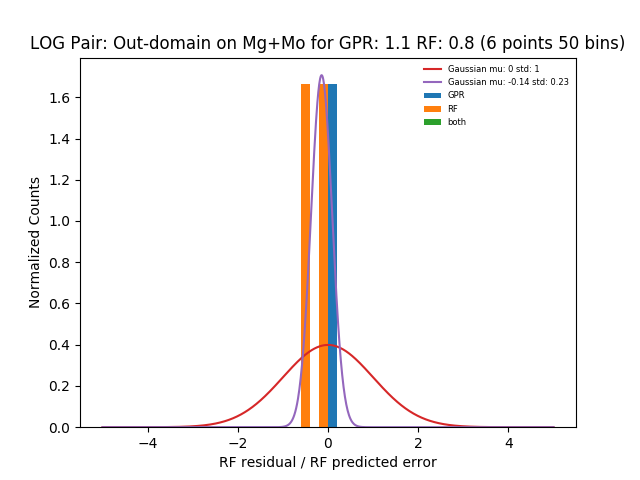 LOG Pair: Out-domain on Mg+Mo for GPR: 1.1 RF: 0.8 (6 points 50 bins)
Gaussian mu: 0 std: 1
Gaussian mu: -0.14 std: 0.23
GPR
RF
both
Normalized Counts
1.6
1.4
1.2
1.0
0.8
0.6
0.4
0.2
0.0
−4
−2
0
2
4
RF residual / RF predicted error